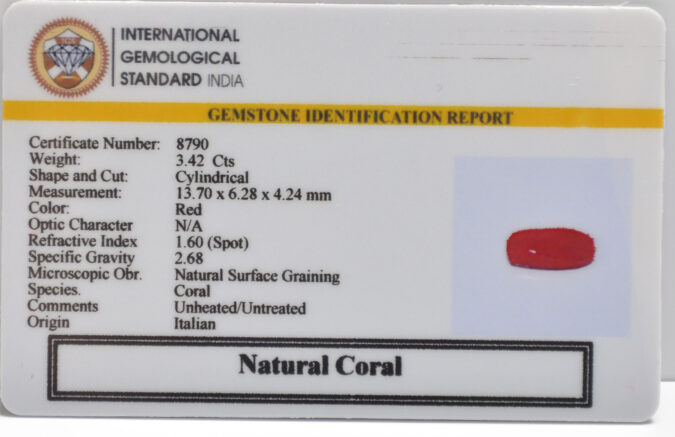 INTERNATIONAL
GEMOLOGICAL
STANDARD INDIA
GEMSTONE IDENTIFICATION REPORT
Certificate Number: 8790
Weight: 3.42 Cts
Shape and Cut: Cylindrical
Measurement: 13.70 x 6.28 x 4.24 mm
Color: Red
Optic Character N/A
Refractive Index 1.60 (Spot)
Specific Gravity 2.68
Microscopic Obr. Natural Surface Graining
Species. Coral
Comments Unheated/Untreated
Origin Italian
Natural Coral